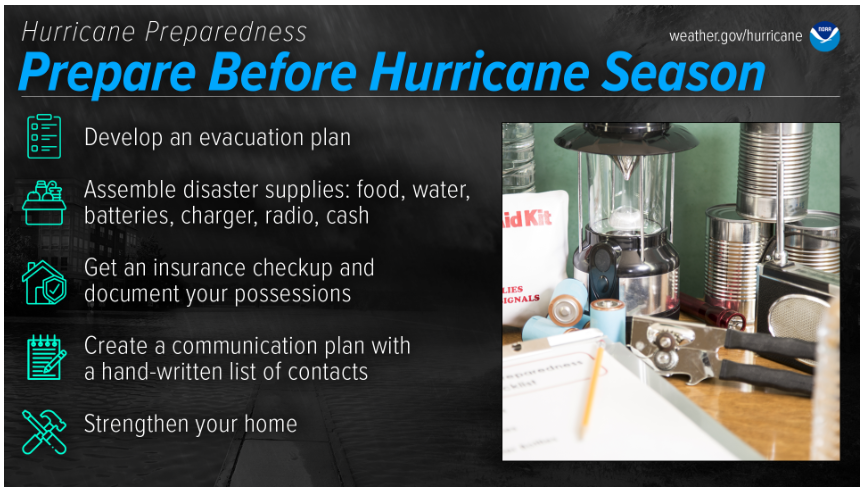 Hurricane Preparedness
weather.gov/hurricane
NOAA
Prepare Before Hurricane Season
Develop an evacuation plan
Assemble disaster supplies: food, water,
batteries, charger, radio, cash
Get an insurance checkup and
document your possessions
Create a communication plan with
a hand-written list of contacts
Strengthen your home
id Kit
LIES
IGNALS
eparedness
klist